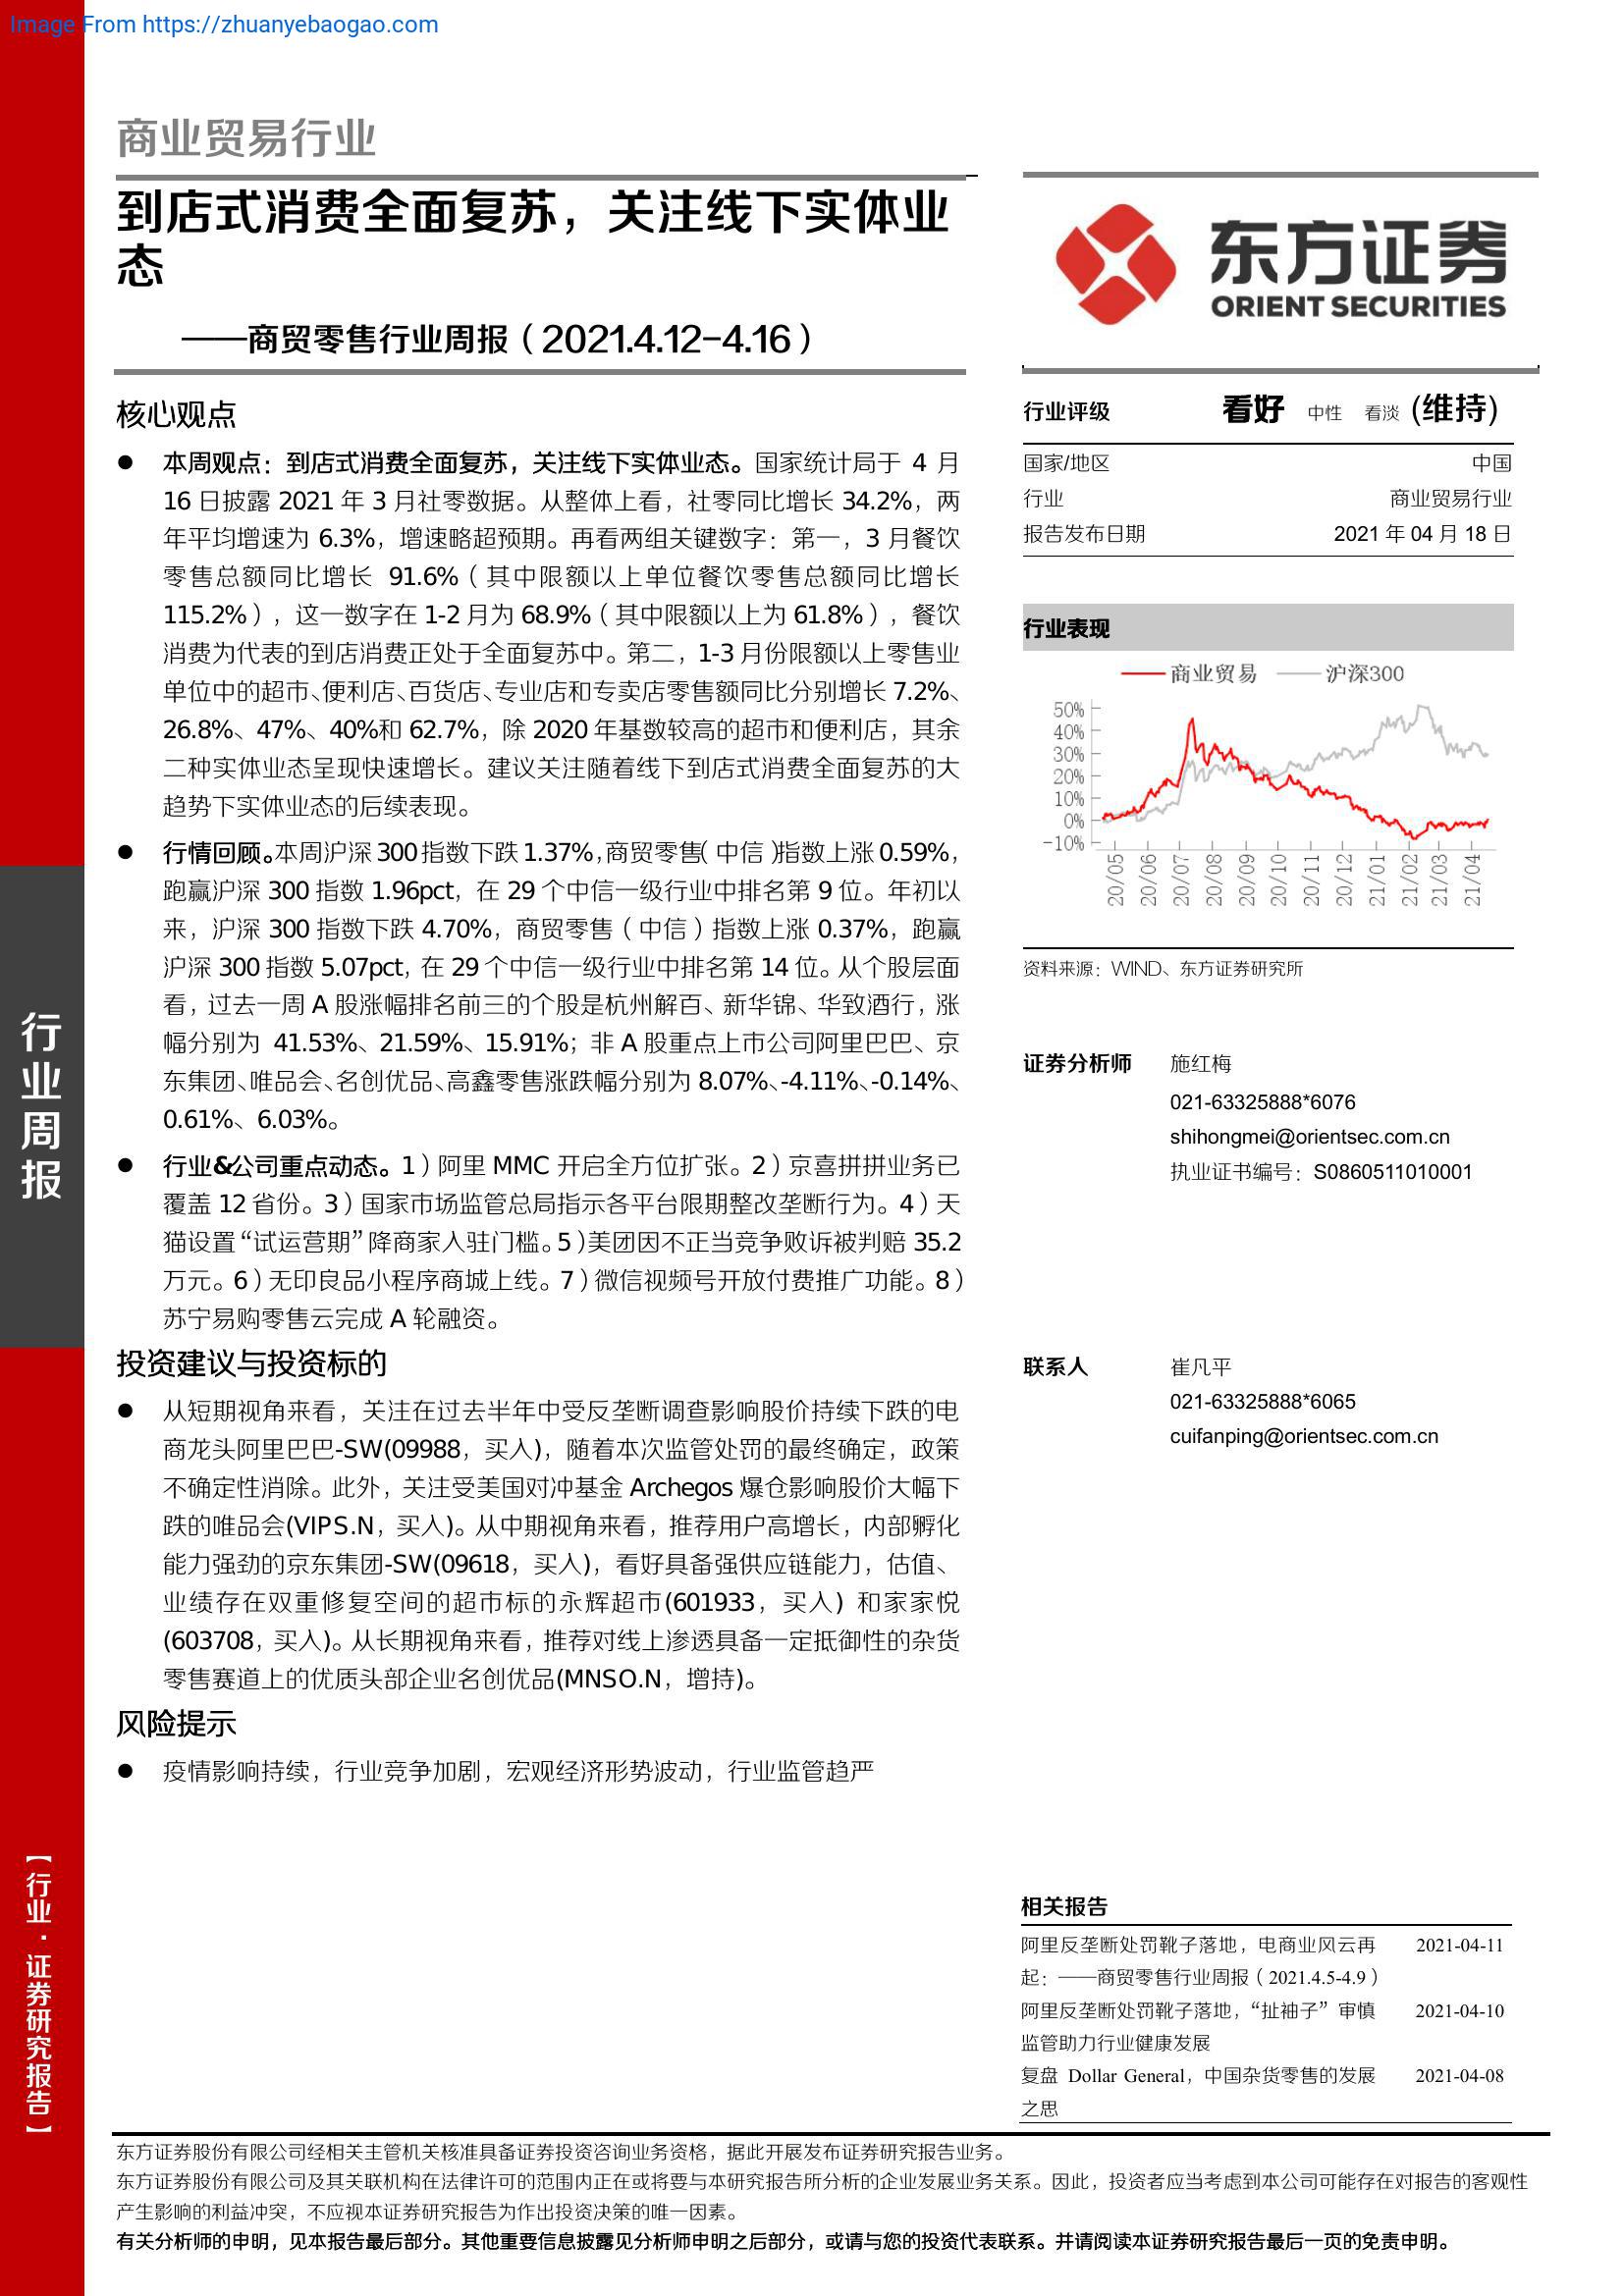 Image From https://zhuanyebaogao.com
商业贸易行业
到店式消费全面复苏，关注线下实体业
态
——商贸零售行业周报（2021.4.12-4.16）
核心观点
● 本周观点：到店式消费全面复苏，关注线下实体业态。国家统计局于 4 月
16 日披露 2021 年 3 月社零数据。从整体上看，社零同比增长 34.2%，两
年平均增速为 6.3%，增速略超预期。再看两组关键数字：第一，3 月餐饮
零售总额同比增长 91.6%（其中限额以上单位餐饮零售总额同比增长
115.2%），这一数字在 1-2 月为 68.9%（其中限额以上为 61.8%），餐饮
消费为代表的到店消费正处于全面复苏中。第二，1-3 月份限额以上零售业
单位中的超市、便利店、百货店、专业店和专卖店零售额同比分别增长 7.2%、
26.8%、47%、40%和 62.7%，除 2020 年基数较高的超市和便利店，其余
二种实体业态呈现快速增长。建议关注随着线下到店式消费全面复苏的大
趋势下实体业态的后续表现。
● 行情回顾。本周沪深 300 指数下跌 1.37%，商贸零售（中信）指数上涨 0.59%，
跑赢沪深 300 指数 1.96pct，在 29 个中信一级行业中排名第 9 位。年初以
来，沪深 300 指数下跌 4.70%，商贸零售（中信）指数上涨 0.37%，跑赢
沪深 300 指数 5.07pct，在 29 个中信一级行业中排名第 14 位。从个股层面
看，过去一周 A 股涨幅排名前三的个股是杭州解百、新华锦、华致酒行，涨
幅分别为 41.53%、21.59%、15.91%；非 A 股重点上市公司阿里巴巴、京
东集团、唯品会、名创优品、高鑫零售涨跌幅分别为 8.07%、-4.11%、-0.14%、
0.61%、6.03%。
● 行业&公司重点动态。1）阿里 MMC 开启全方位扩张。2）京喜拼拼业务已
覆盖 12 省份。3）国家市场监管总局指示各平台限期整改垄断行为。4）天
猫设置“试运营期”降商家入驻门槛。5）美团因不正当竞争败诉被判赔 35.2
万元。6）无印良品小程序商城上线。7）微信视频号开放付费推广功能。8）
苏宁易购零售云完成 A 轮融资。
投资建议与投资标的
● 从短期视角来看，关注在过去半年中受反垄断调查影响股价持续下跌的电
商龙头阿里巴巴-SW(09988，买入)，随着本次监管处罚的最终确定，政策
不确定性消除。此外，关注受美国对冲基金 Archegos 爆仓影响股价大幅下
跌的唯品会(VIPS.N，买入)。从中期视角来看，推荐用户高增长，内部孵化
能力强劲的京东集团-SW(09618，买入)，看好具备强供应链能力，估值、
业绩存在双重修复空间的超市标的永辉超市(601933，买入) 和家家悦
(603708，买入)。从长期视角来看，推荐对线上渗透具备一定抵御性的杂货
零售赛道上的优质头部企业名创优品(MNSO.N，增持)。
风险提示
● 疫情影响持续，行业竞争加剧，宏观经济形势波动，行业监管趋严
东方证券
ORIENT SECURITIES
行业评级 看好 中性 看淡 (维持)
国家/地区 中国
行业 商业贸易行业
报告发布日期 2021 年 04 月 18 日
行业表现
商业贸易 沪深300
50%
40%
30%
20%
10%
0%
-10%
20/05 20/06 20/07 20/08 20/09 20/10 20/11 20/12 21/01 21/02 21/03 21/04
资料来源：WIND、东方证券研究所
证券分析师 施红梅
021-63325888*6076
shihongmei@orientsec.com.cn
执业证书编号：S0860511010001
联系人 崔凡平
021-63325888*6065
cuifanping@orientsec.com.cn
相关报告
阿里反垄断处罚靴子落地，电商业风云再 2021-04-11
起：——商贸零售行业周报（2021.4.5-4.9）
阿里反垄断处罚靴子落地，“扯袖子”审慎 2021-04-10
监管助力行业健康发展
复盘 Dollar General，中国杂货零售的发展 2021-04-08
之思
行业周报
【行业·证券研究报告】
东方证券股份有限公司经相关主管机关核准具备证券投资咨询业务资格，据此开展发布证券研究报告业务。
东方证券股份有限公司及其关联机构在法律许可的范围内正在或将要与本研究报告所分析的企业发展业务关系。因此，投资者应当考虑到本公司可能存在对报告的客观性
产生影响的利益冲突，不应视本证券研究报告为作出投资决策的唯一因素。
有关分析师的申明，见本报告最后部分。其他重要信息披露见分析师申明之后部分，或请与您的投资代表联系。并请阅读本证券研究报告最后一页的免责申明。